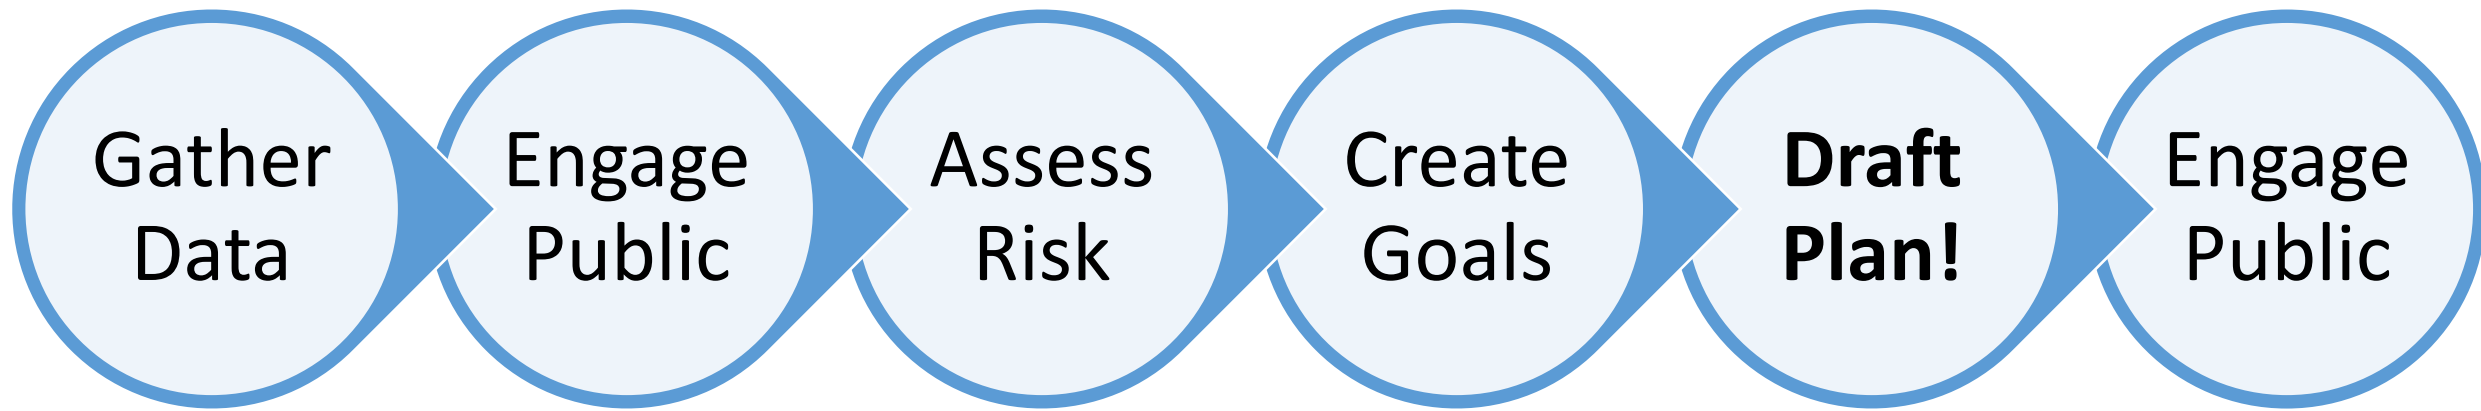 Gather
Data
Engage
Public
Assess
Risk
Create
Goals
Draft
Plan!
Engage
Public